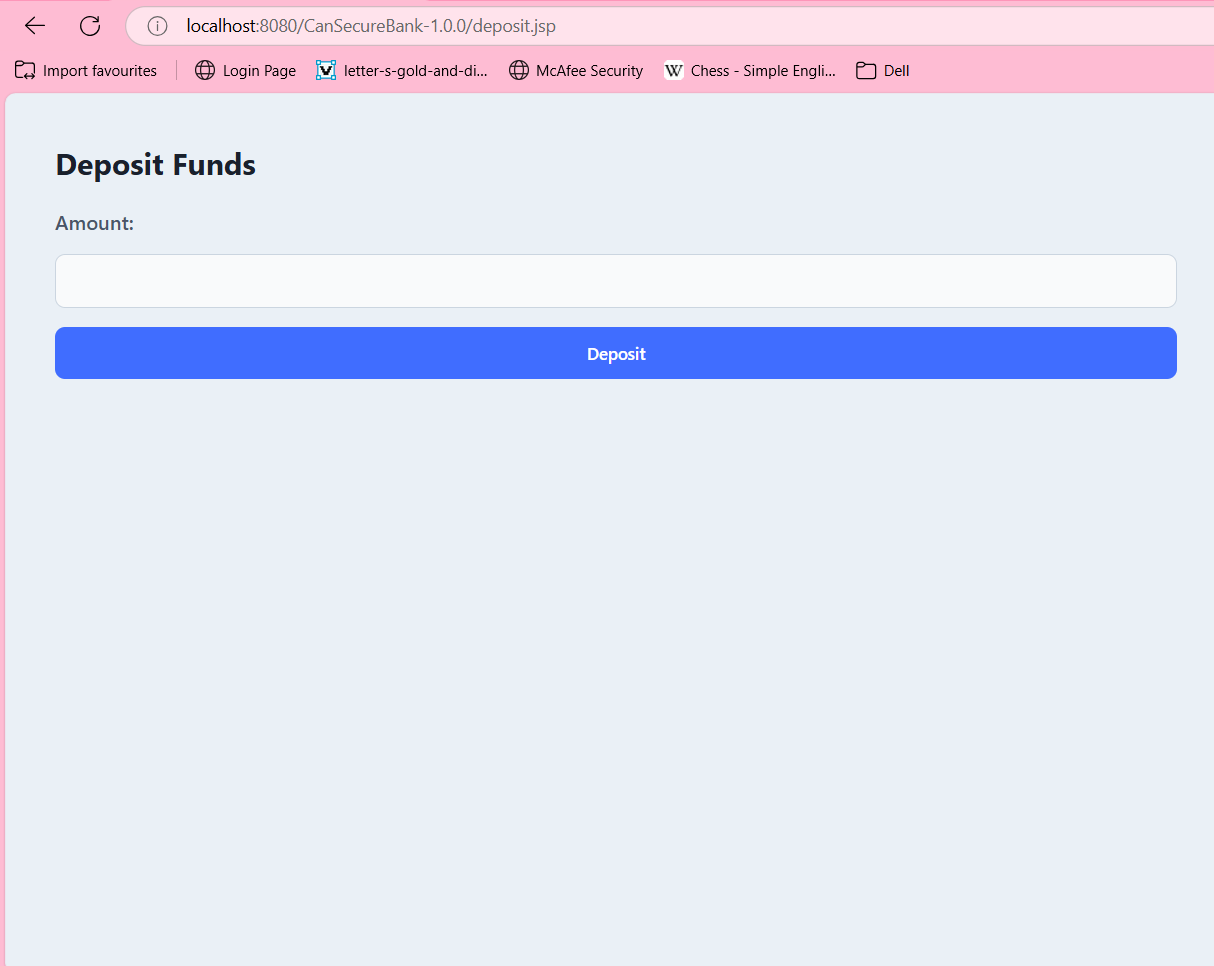 localhost:8080/CanSecureBank-1.0.0/deposit.jsp
Import favourites Login Page letter-s-gold-and-di... McAfee Security W Chess - Simple Engli... Dell
Deposit Funds
Amount:
Deposit